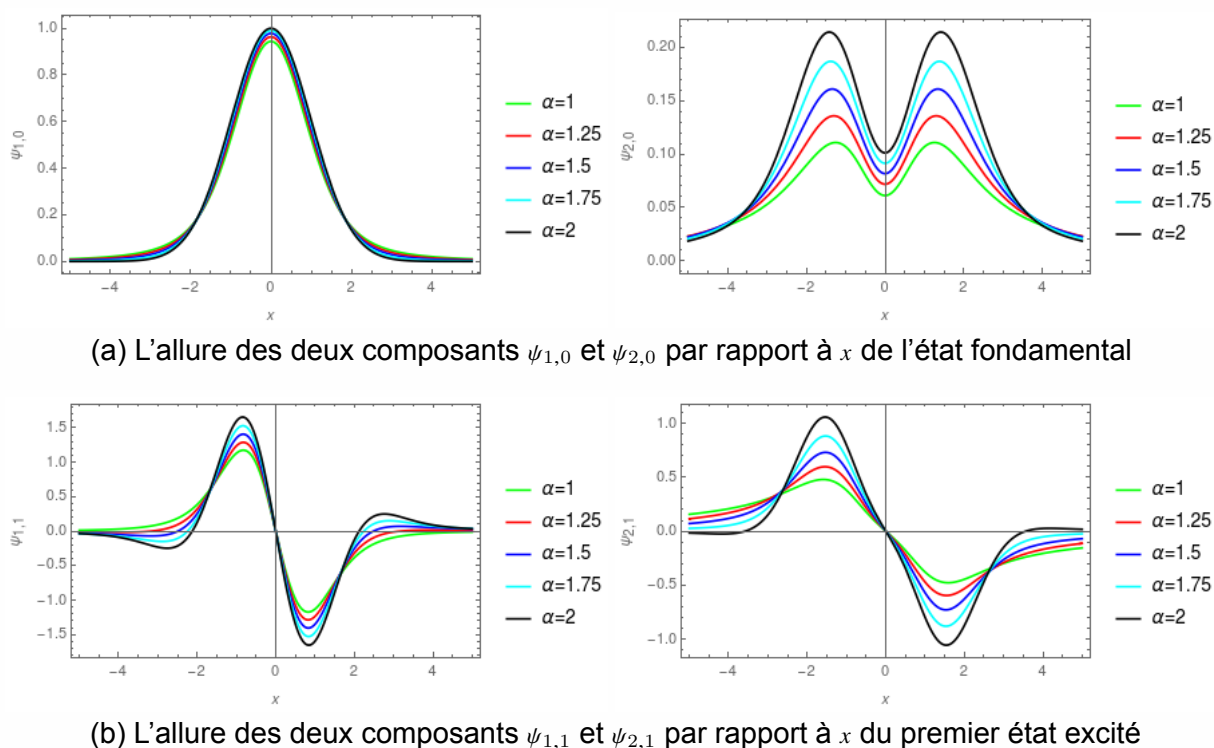 1.0
0.8
0.6
0.4
0.2
0.0
ψ1,0
−4 −2 0 2 4
x
α=1
α=1.25
α=1.5
α=1.75
α=2
0.20
0.15
0.10
0.05
0.00
ψ2,0
−4 −2 0 2 4
x
α=1
α=1.25
α=1.5
α=1.75
α=2
(a) L’allure des deux composants ψ1,0 et ψ2,0 par rapport à x de l’état fondamental
1.5
1.0
0.5
0.0
−0.5
−1.0
−1.5
ψ1,1
−4 −2 0 2 4
x
α=1
α=1.25
α=1.5
α=1.75
α=2
1.0
0.5
0.0
−0.5
−1.0
ψ2,1
−4 −2 0 2 4
x
α=1
α=1.25
α=1.5
α=1.75
α=2
(b) L’allure des deux composants ψ1,1 et ψ2,1 par rapport à x du premier état excité